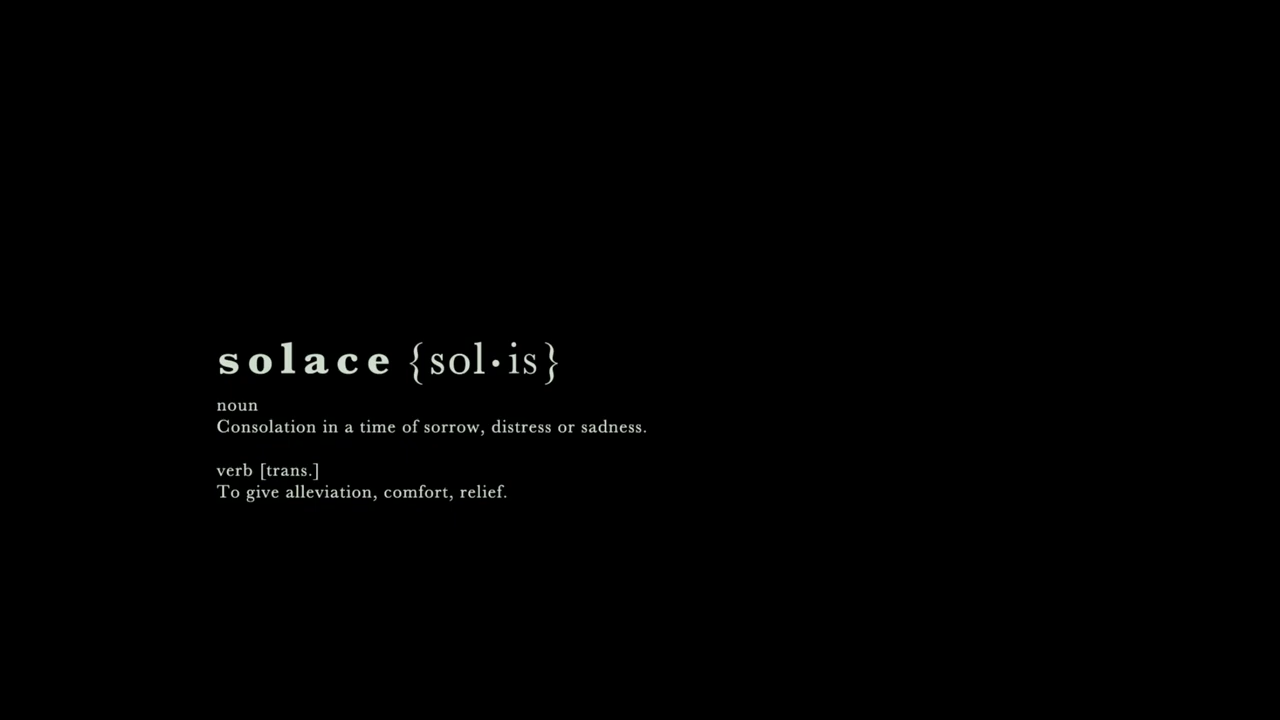 solace {sol·is}
noun
Consolation in a time of sorrow, distress or sadness.
verb [trans.]
To give alleviation, comfort, relief.